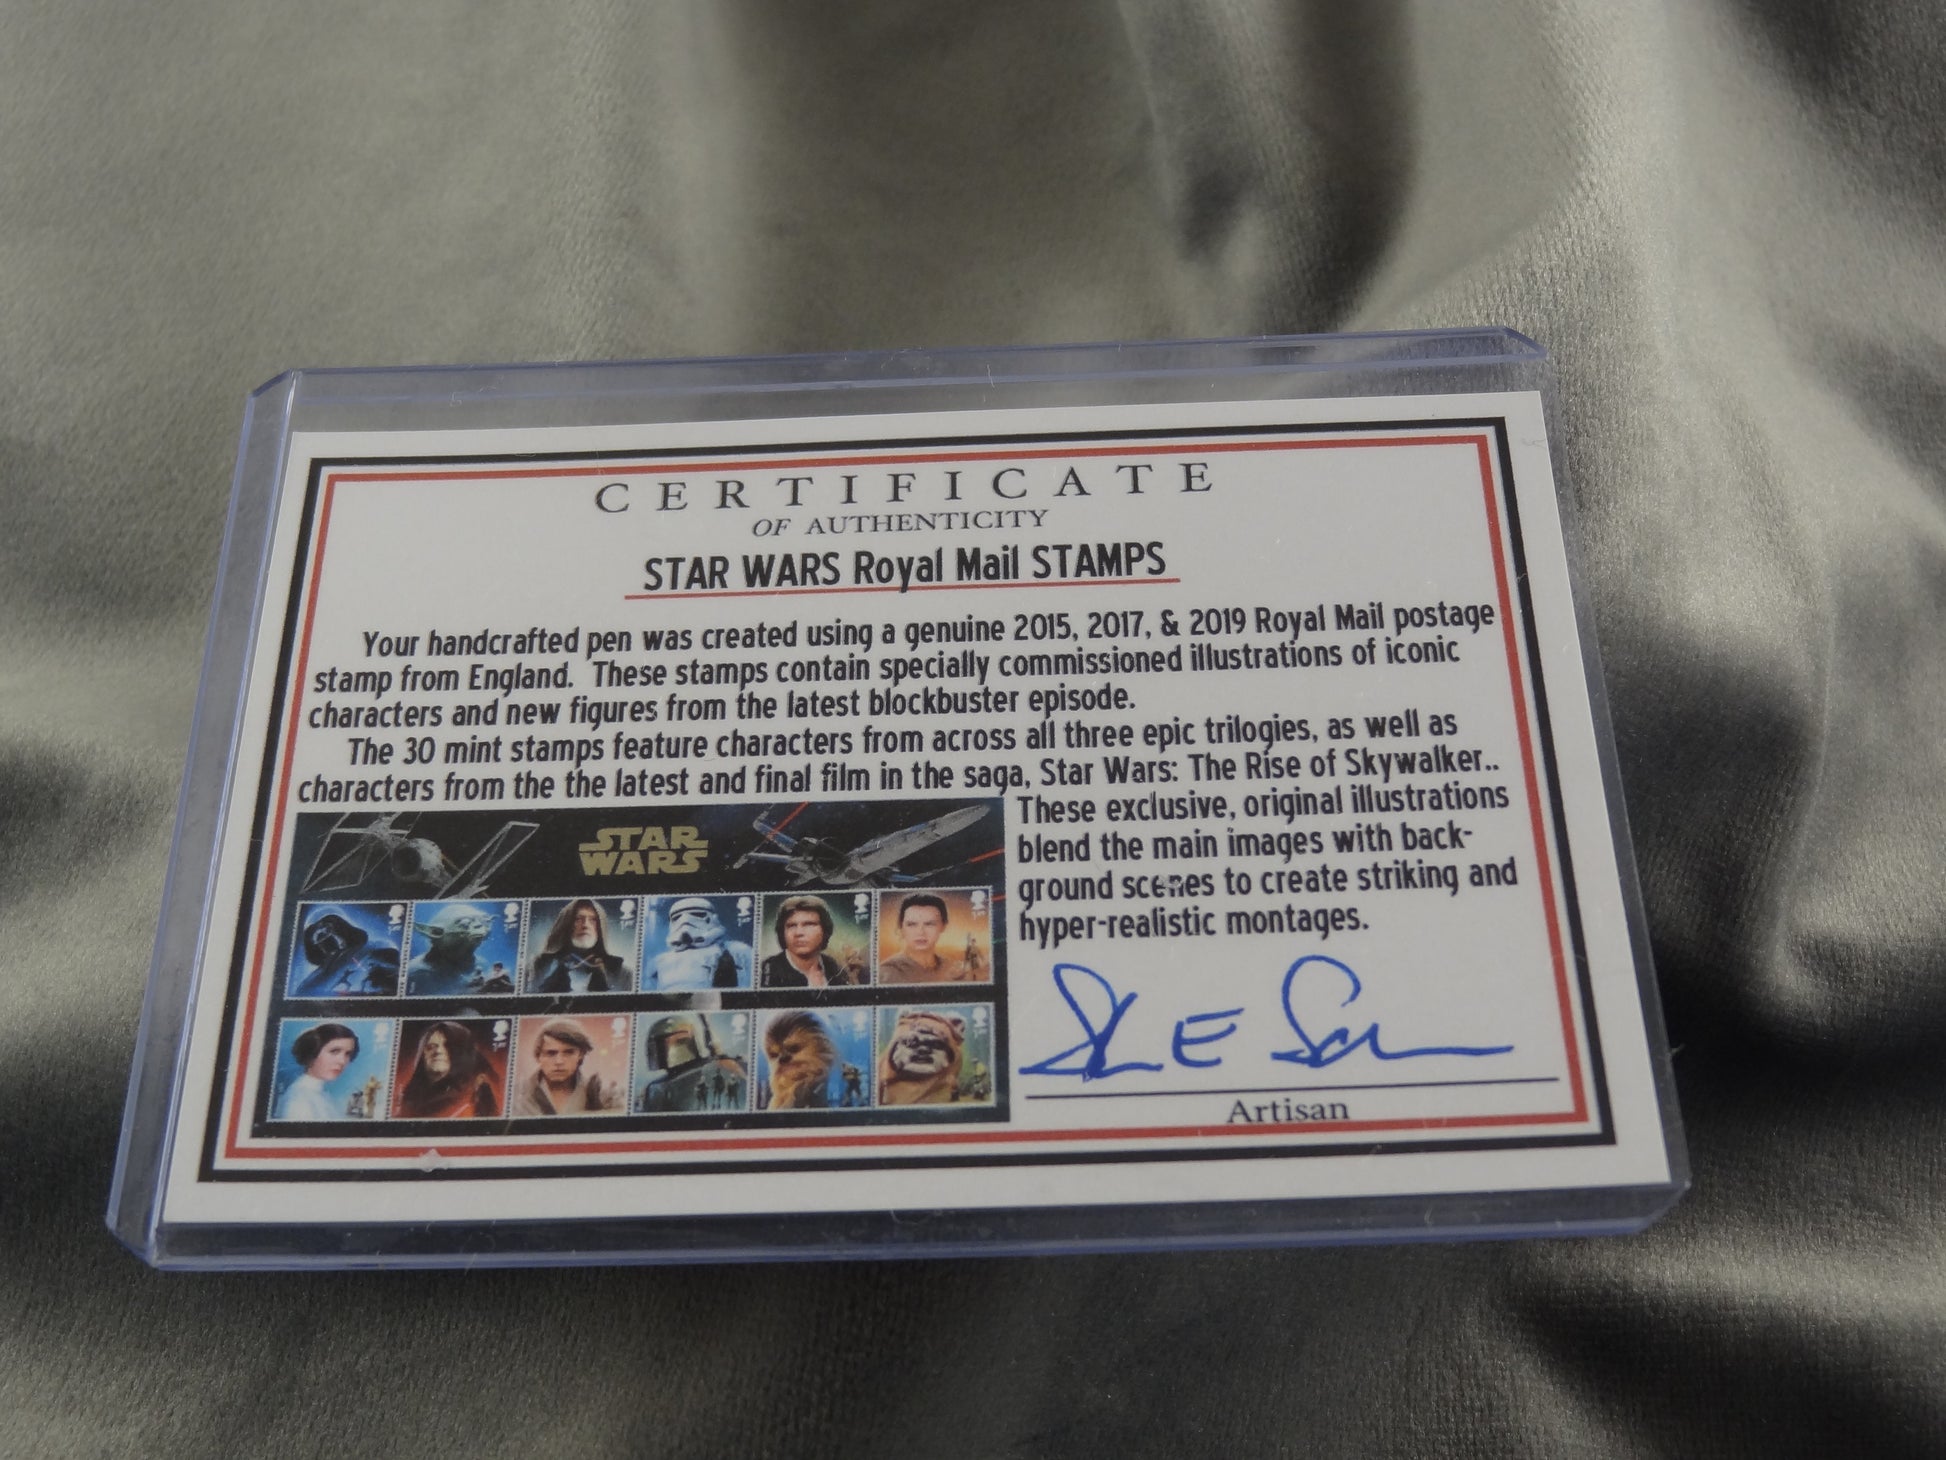 CERTIFICATE
OF AUTHENTICITY
STAR WARS Royal Mail STAMPS
Your handcrafted pen was created using a genuine 2015, 2017, & 2019 Royal Mail postage
stamp from England. These stamps contain specially commissioned illustrations of iconic
characters and new figures from the latest blockbuster episode.
The 30 mint stamps feature characters from across all three epic trilogies, as well as
characters from the the latest and final film in the saga, Star Wars: The Rise of Skywalker..
These exclusive, original illustrations
blend the main images with back-
ground scenes to create striking and
hyper-realistic montages.
STAR
WARS
Artisan